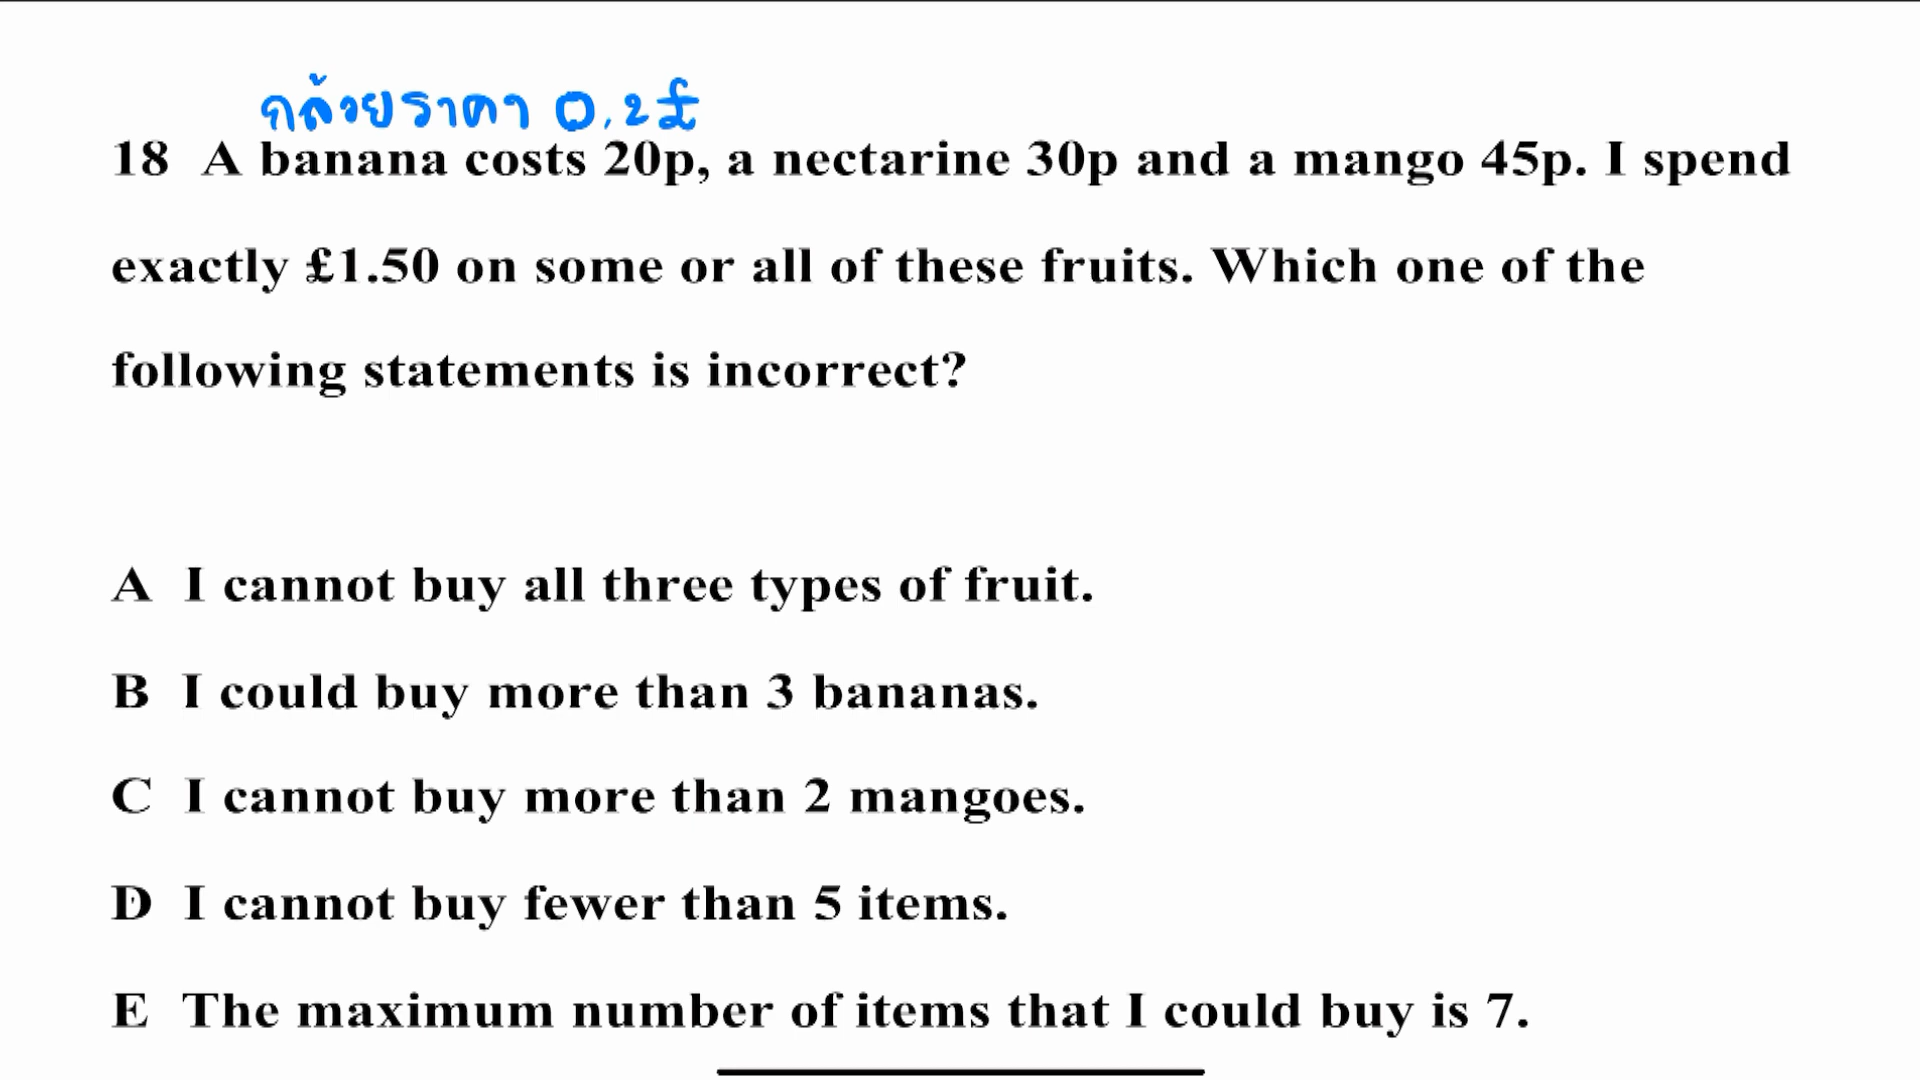 กล้วยราคา 0.2£
18 A banana costs 20p, a nectarine 30p and a mango 45p. I spend
exactly £1.50 on some or all of these fruits. Which one of the
following statements is incorrect?
A I cannot buy all three types of fruit.
B I could buy more than 3 bananas.
C I cannot buy more than 2 mangoes.
D I cannot buy fewer than 5 items.
E The maximum number of items that I could buy is 7.